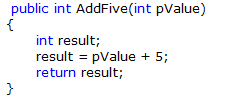 public int AddFive(int pValue)
{
int result;
result = pValue + 5;
return result;
}